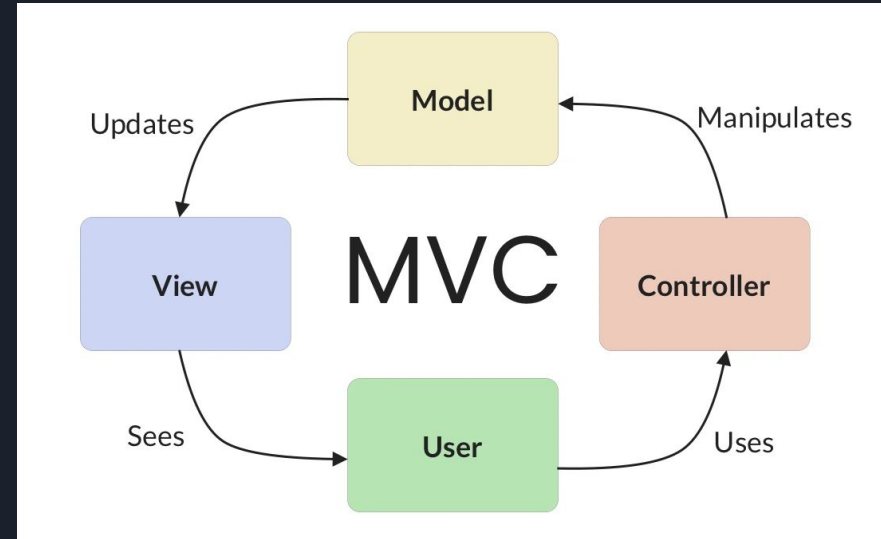 Model
Updates
Manipulates
View
MVC
Controller
Sees
User
Uses